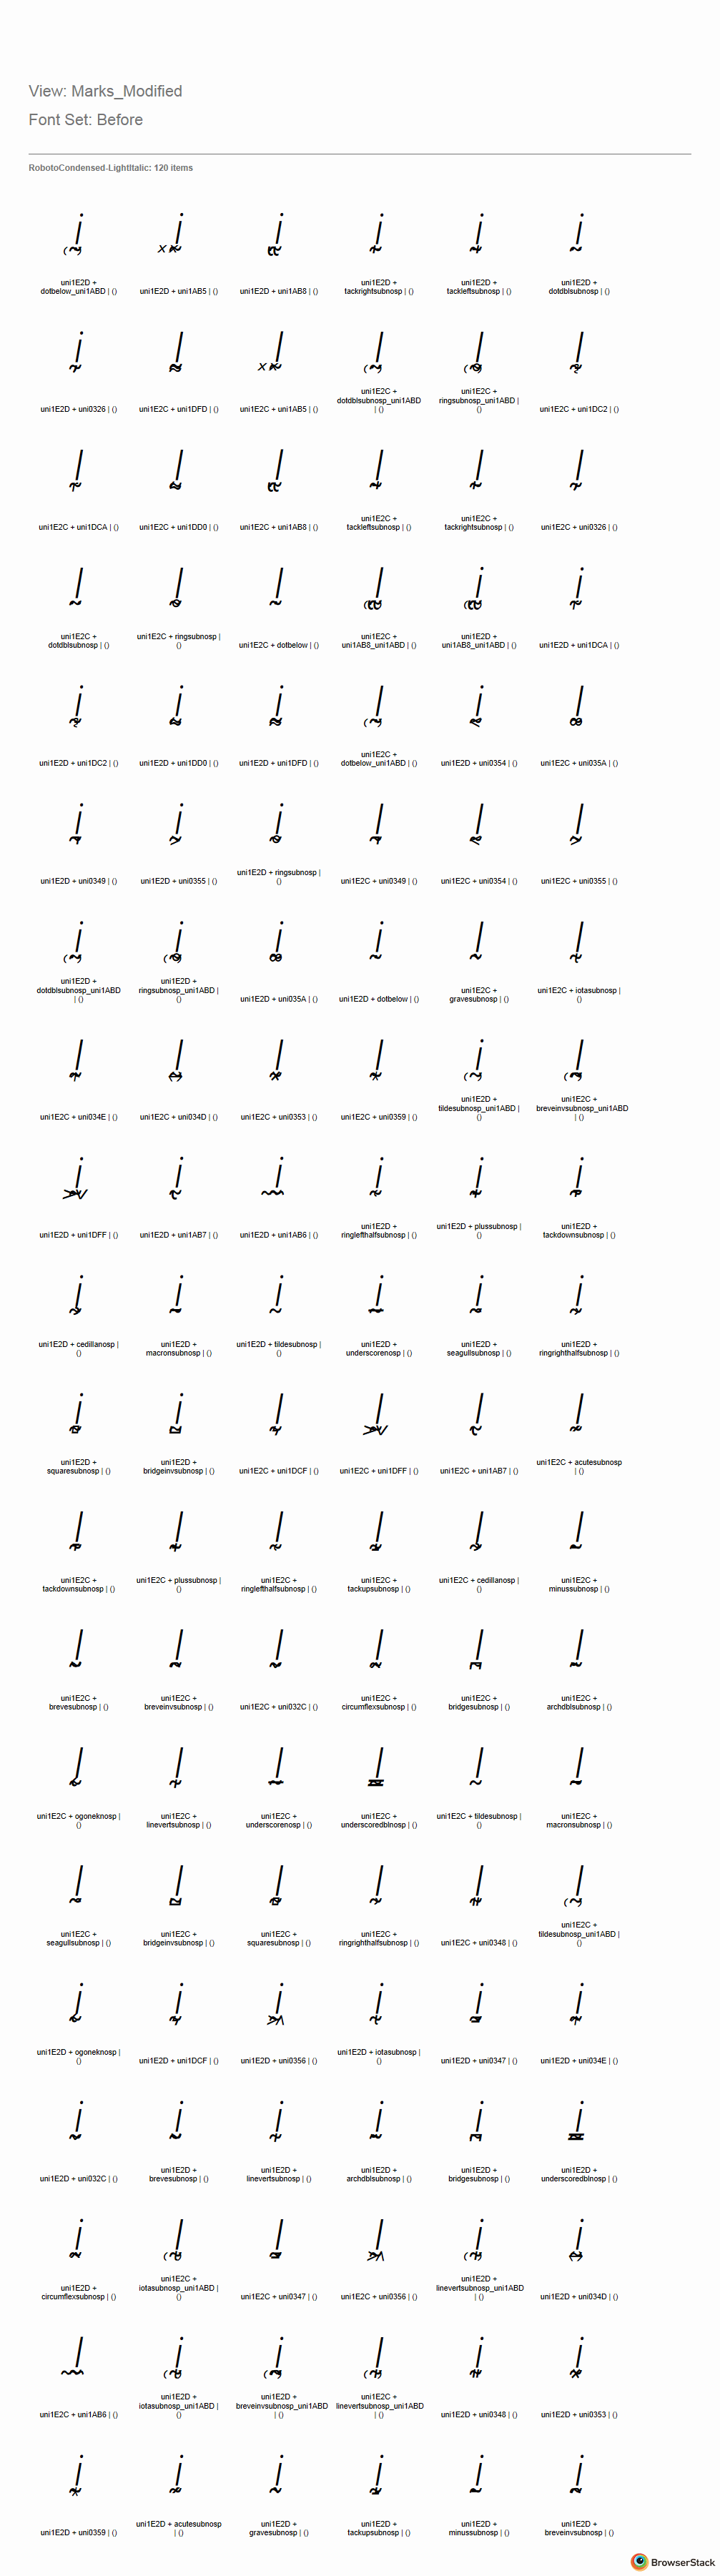 View: Marks_Modified
Font Set: Before
RobotoCondensed-LightItalic: 120 items
uni1E2D +
dotbelow_uni1ABD | ()
uni1E2D + uni1AB5 | ()
uni1E2D + uni1AB8 | ()
uni1E2D +
tackrightsubnosp | ()
uni1E2D +
tackleftsubnosp | ()
uni1E2D +
dotdblsubnosp | ()
uni1E2D + uni0326 | ()
uni1E2C + uni1DFD | ()
uni1E2C + uni1AB5 | ()
uni1E2C +
dotdblsubnosp_uni1ABD
| ()
uni1E2C +
ringsubnosp_uni1ABD |
()
uni1E2C + uni1DC2 | ()
uni1E2C + uni1DCA | ()
uni1E2C + uni1DD0 | ()
uni1E2C + uni1AB8 | ()
uni1E2C +
tackleftsubnosp | ()
uni1E2C +
tackrightsubnosp | ()
uni1E2C + uni0326 | ()
uni1E2C +
dotdblsubnosp | ()
uni1E2C + ringsubnosp |
()
uni1E2C + dotbelow | ()
uni1E2C +
uni1AB8_uni1ABD | ()
uni1E2D +
uni1AB8_uni1ABD | ()
uni1E2D + uni1DCA | ()
uni1E2D + uni1DC2 | ()
uni1E2D + uni1DD0 | ()
uni1E2D + uni1DFD | ()
uni1E2C +
dotbelow_uni1ABD | ()
uni1E2D + uni0354 | ()
uni1E2C + uni035A | ()
uni1E2D + uni0349 | ()
uni1E2D + uni0355 | ()
uni1E2D + ringsubnosp |
()
uni1E2C + uni0349 | ()
uni1E2C + uni0354 | ()
uni1E2C + uni0355 | ()
uni1E2D +
dotdblsubnosp_uni1ABD
| ()
uni1E2D +
ringsubnosp_uni1ABD |
()
uni1E2D + uni035A | ()
uni1E2D + dotbelow | ()
uni1E2C +
gravesubnosp | ()
uni1E2C + iotasubnosp |
()
uni1E2C + uni034E | ()
uni1E2C + uni034D | ()
uni1E2C + uni0353 | ()
uni1E2C + uni0359 | ()
uni1E2D +
tildesubnosp_uni1ABD |
()
uni1E2C +
breveinvsubnosp_uni1ABD
| ()
uni1E2D + uni1DFF | ()
uni1E2D + uni1AB7 | ()
uni1E2D + uni1AB6 | ()
uni1E2D +
ringlefthalfsubnosp | ()
uni1E2D + plussubnosp |
()
uni1E2D +
tackdownsubnosp | ()
uni1E2D + cedillanosp |
()
uni1E2D +
macronsubnosp | ()
uni1E2D + tildesubnosp |
()
uni1E2D +
underscorenosp | ()
uni1E2D +
seagullsubnosp | ()
uni1E2D +
ringrighthalfsubnosp | ()
uni1E2D +
squaresubnosp | ()
uni1E2D +
bridgeinvsubnosp | ()
uni1E2C + uni1DCF | ()
uni1E2C + uni1DFF | ()
uni1E2C + uni1AB7 | ()
uni1E2C + acutesubnosp
| ()
uni1E2C +
tackdownsubnosp | ()
uni1E2C + plussubnosp |
()
uni1E2C +
ringlefthalfsubnosp | ()
uni1E2C +
tackupsubnosp | ()
uni1E2C + cedillanosp |
()
uni1E2C +
minussubnosp | ()
uni1E2C +
brevesubnosp | ()
uni1E2C +
breveinvsubnosp | ()
uni1E2C + uni032C | ()
uni1E2C +
circumflexsubnosp | ()
uni1E2C +
bridgesubnosp | ()
uni1E2C +
archdblsubnosp | ()
uni1E2C + ogoneknosp |
()
uni1E2C +
linevertsubnosp | ()
uni1E2C +
underscorenosp | ()
uni1E2C +
underscoredblnosp | ()
uni1E2C + tildesubnosp |
()
uni1E2C +
macronsubnosp | ()
uni1E2C +
seagullsubnosp | ()
uni1E2C +
bridgeinvsubnosp | ()
uni1E2C +
squaresubnosp | ()
uni1E2C +
ringrighthalfsubnosp | ()
uni1E2C + uni0348 | ()
uni1E2C +
tildesubnosp_uni1ABD |
()
uni1E2D + ogoneknosp |
()
uni1E2D + uni1DCF | ()
uni1E2D + uni0356 | ()
uni1E2D + iotasubnosp |
()
uni1E2D + uni0347 | ()
uni1E2D + uni034E | ()
uni1E2D + uni032C | ()
uni1E2D +
brevesubnosp | ()
uni1E2D +
linevertsubnosp | ()
uni1E2D +
archdblsubnosp | ()
uni1E2D +
bridgesubnosp | ()
uni1E2D +
underscoredblnosp | ()
uni1E2D +
circumflexsubnosp | ()
uni1E2C +
iotasubnosp_uni1ABD |
()
uni1E2C + uni0347 | ()
uni1E2C + uni0356 | ()
uni1E2D +
linevertsubnosp_uni1ABD
| ()
uni1E2D + uni034D | ()
uni1E2C + uni1AB6 | ()
uni1E2D +
iotasubnosp_uni1ABD |
()
uni1E2D +
breveinvsubnosp_uni1ABD
| ()
uni1E2C +
linevertsubnosp_uni1ABD
| ()
uni1E2D + uni0348 | ()
uni1E2D + uni0353 | ()
uni1E2D + uni0359 | ()
uni1E2D + acutesubnosp
| ()
uni1E2D +
gravesubnosp | ()
uni1E2D +
tackupsubnosp | ()
uni1E2D +
minussubnosp | ()
uni1E2D +
breveinvsubnosp | ()
BrowserStack